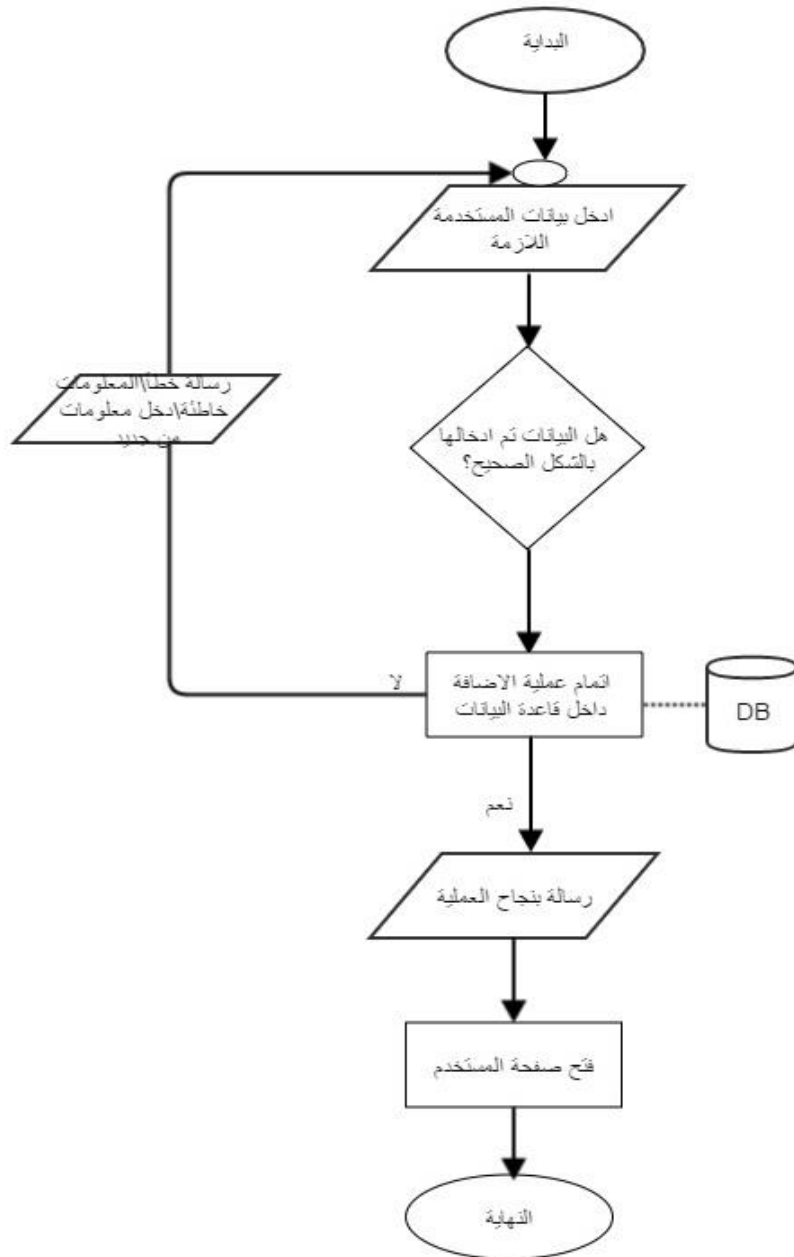 البداية
ادخل بيانات المستخدمة
اللازمة
رسالة خطأ\المعلومات
خاطئة\ادخل معلومات
من جديد
هل البيانات تم ادخالها
بالشكل الصحيح؟
لا
اتمام عملية الاضافة
داخل قاعدة البيانات
DB
نعم
رسالة بنجاح العملية
فتح صفحة المستخدم
النهاية